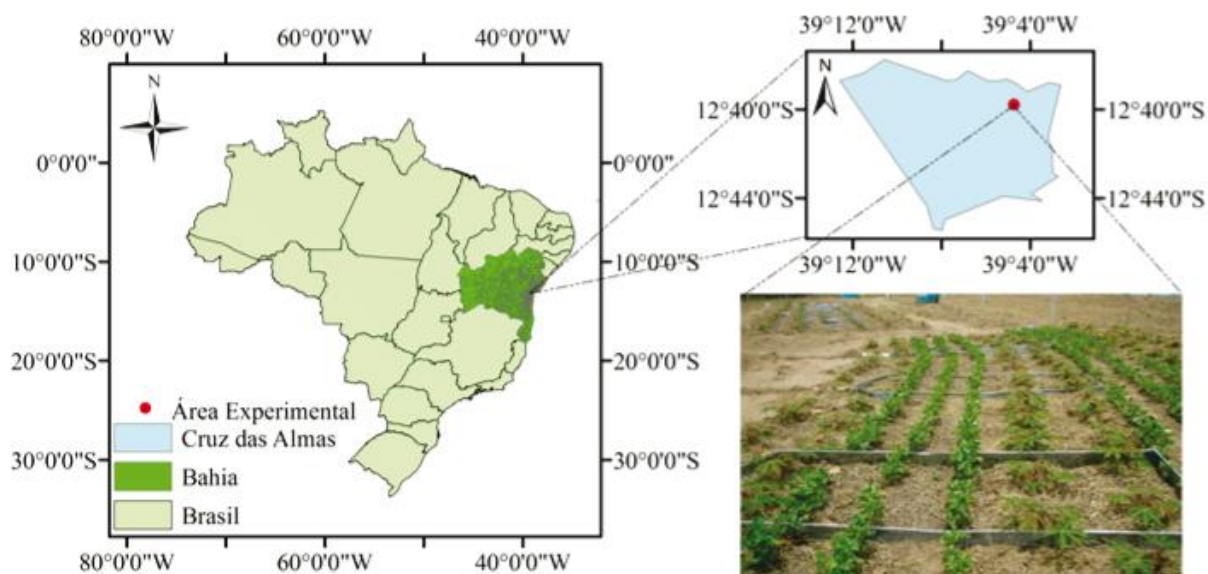 80°0'0"W 60°0'0"W 40°0'0"W
N
0°0'0" 0°0'0"
10°0'0"S 10°0'0"S
20°0'0"S 20°0'0"S
30°0'0"S 30°0'0"S
Área Experimental
Cruz das Almas
Bahia
Brasil
80°0'0"W 60°0'0"W 40°0'0"W
39°12'0"W 39°4'0"W
N
12°40'0"S 12°40'0"S
12°44'0"S 12°44'0"S
39°12'0"W 39°4'0"W